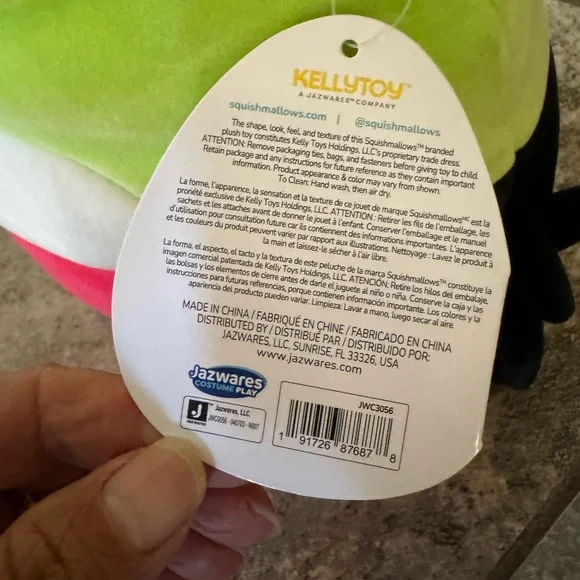 KELLYTOY™
A JAZWARES™ COMPANY
squishmallows.com | @squishmallows
The shape, look, feel, and texture of this Squishmallows™ branded
plush toy constitutes Kelly Toys Holdings, LLC's proprietary trade dress.
ATTENTION: Remove packaging ties, bags, and fasteners before giving toy to child.
Retain package and any instructions for future reference as they contain important
information. Product appearance & color may vary from shown.
To Clean: Hand wash, then air dry.
La forme, l'apparence, la sensation et la texture de ce jouet de marque Squishmallows MC est la
propriété exclusive de Kelly Toys Holdings, LLC. ATTENTION : Retirer les fils de l'emballage, les
sachets et les attaches avant de donner le jouet à l'enfant. Conserver l'emballage et le manuel
d'utilisation pour consultation future car ils contiennent des informations importantes. L'apparence
et les couleurs du produit peuvent varier par rapport aux illustrations. Nettoyage : Lavez le produit à
la main et laissez-le sécher à l'air libre.
La forma, el aspecto, el tacto y la textura de este peluche de la marca Squishmallows™ constituye la
imagen comercial patentada de Kelly Toys Holdings, LLC. ATENCIÓN: Retire los hilos del embalaje,
las bolsas y los elementos de cierre antes de darle el juguete al niño o niña. Conserve la caja y las
instrucciones para futuras referencias, porque contienen información importante. Los colores y la
apariencia del producto pueden variar. Limpieza: Lavar a mano, luego secar al aire.
MADE IN CHINA / FABRIQUÉ EN CHINE / FABRICADO EN CHINA
DISTRIBUTED BY / DISTRIBUÉ PAR / DISTRIBUIDO POR:
JAZWARES, LLC, SUNRISE, FL 33326, USA
www.jazwares.com
Jazwares
COSTUME PLAY
J ™ Jazwares, LLC.
JAZWARES JWC3056 - 040723 - N007
JWC3056
1 91726 87687 8